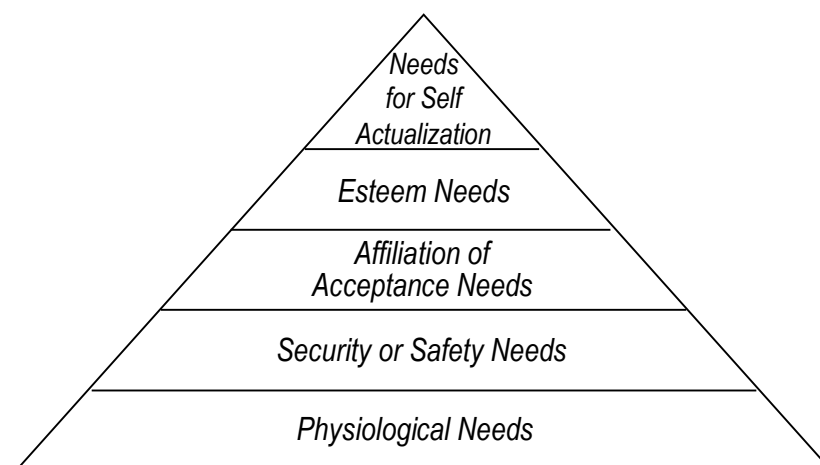 Needs
for Self
Actualization
Esteem Needs
Affiliation of
Acceptance Needs
Security or Safety Needs
Physiological Needs